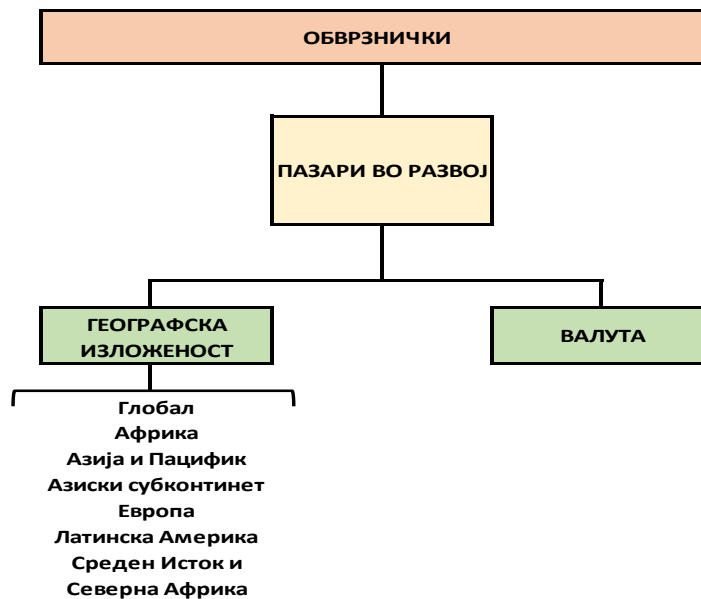 ОБВРЗНИЧКИ
ПАЗАРИ ВО РАЗВОЈ
ГЕОГРАФСКА
ИЗЛОЖЕНОСТ
ВАЛУТА
Глобал
Африка
Азија и Пацифик
Азиски субконтинет
Европа
Латинска Америка
Среден Исток и
Северна Африка